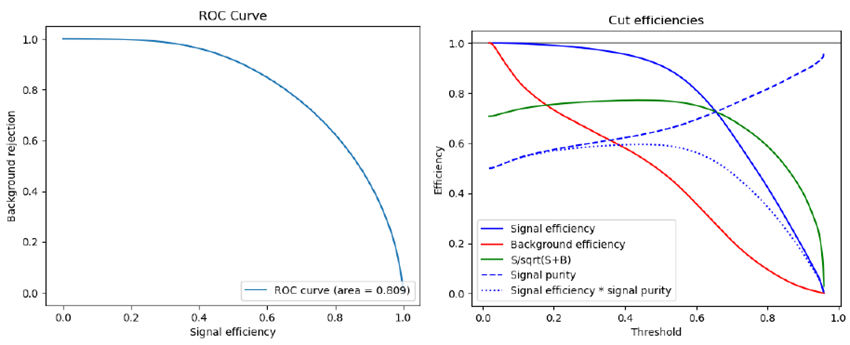 ROC Curve
Background rejection
1.0
0.8
0.6
0.4
0.2
0.0
0.0 0.2 0.4 0.6 0.8 1.0
Signal efficiency
ROC curve (area = 0.809)
Cut efficiencies
Efficiency
1.0
0.8
0.6
0.4
0.2
0.0
0.0 0.2 0.4 0.6 0.8 1.0
Threshold
Signal efficiency
Background efficiency
S/sqrt(S+B)
Signal purity
Signal efficiency * signal purity